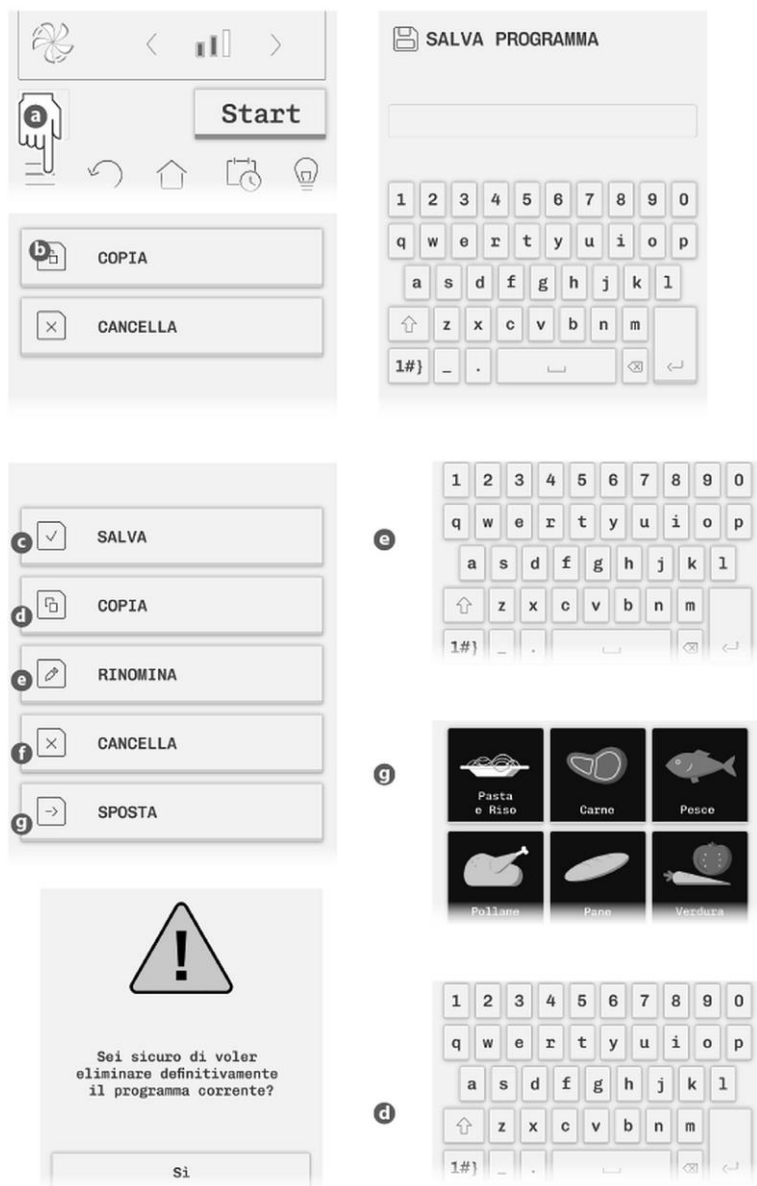 a
Start
b
COPIA
CANCELLA
SALVA PROGRAMMA
1 2 3 4 5 6 7 8 9 0
q w e r t y u i o p
a s d f g h j k l
z x c v b n m
1#} _ .
c
SALVA
d
COPIA
e
RINOMINA
f
CANCELLA
g
SPOSTA
Sei sicuro di voler
eliminare definitivamente
il programma corrente?
Sì
e
1 2 3 4 5 6 7 8 9 0
q w e r t y u i o p
a s d f g h j k l
z x c v b n m
1#} _ .
g
Pasta
e Riso
Carne
Pesce
Pollame
Pane
Verdura
d
1 2 3 4 5 6 7 8 9 0
q w e r t y u i o p
a s d f g h j k l
z x c v b n m
1#} _ .